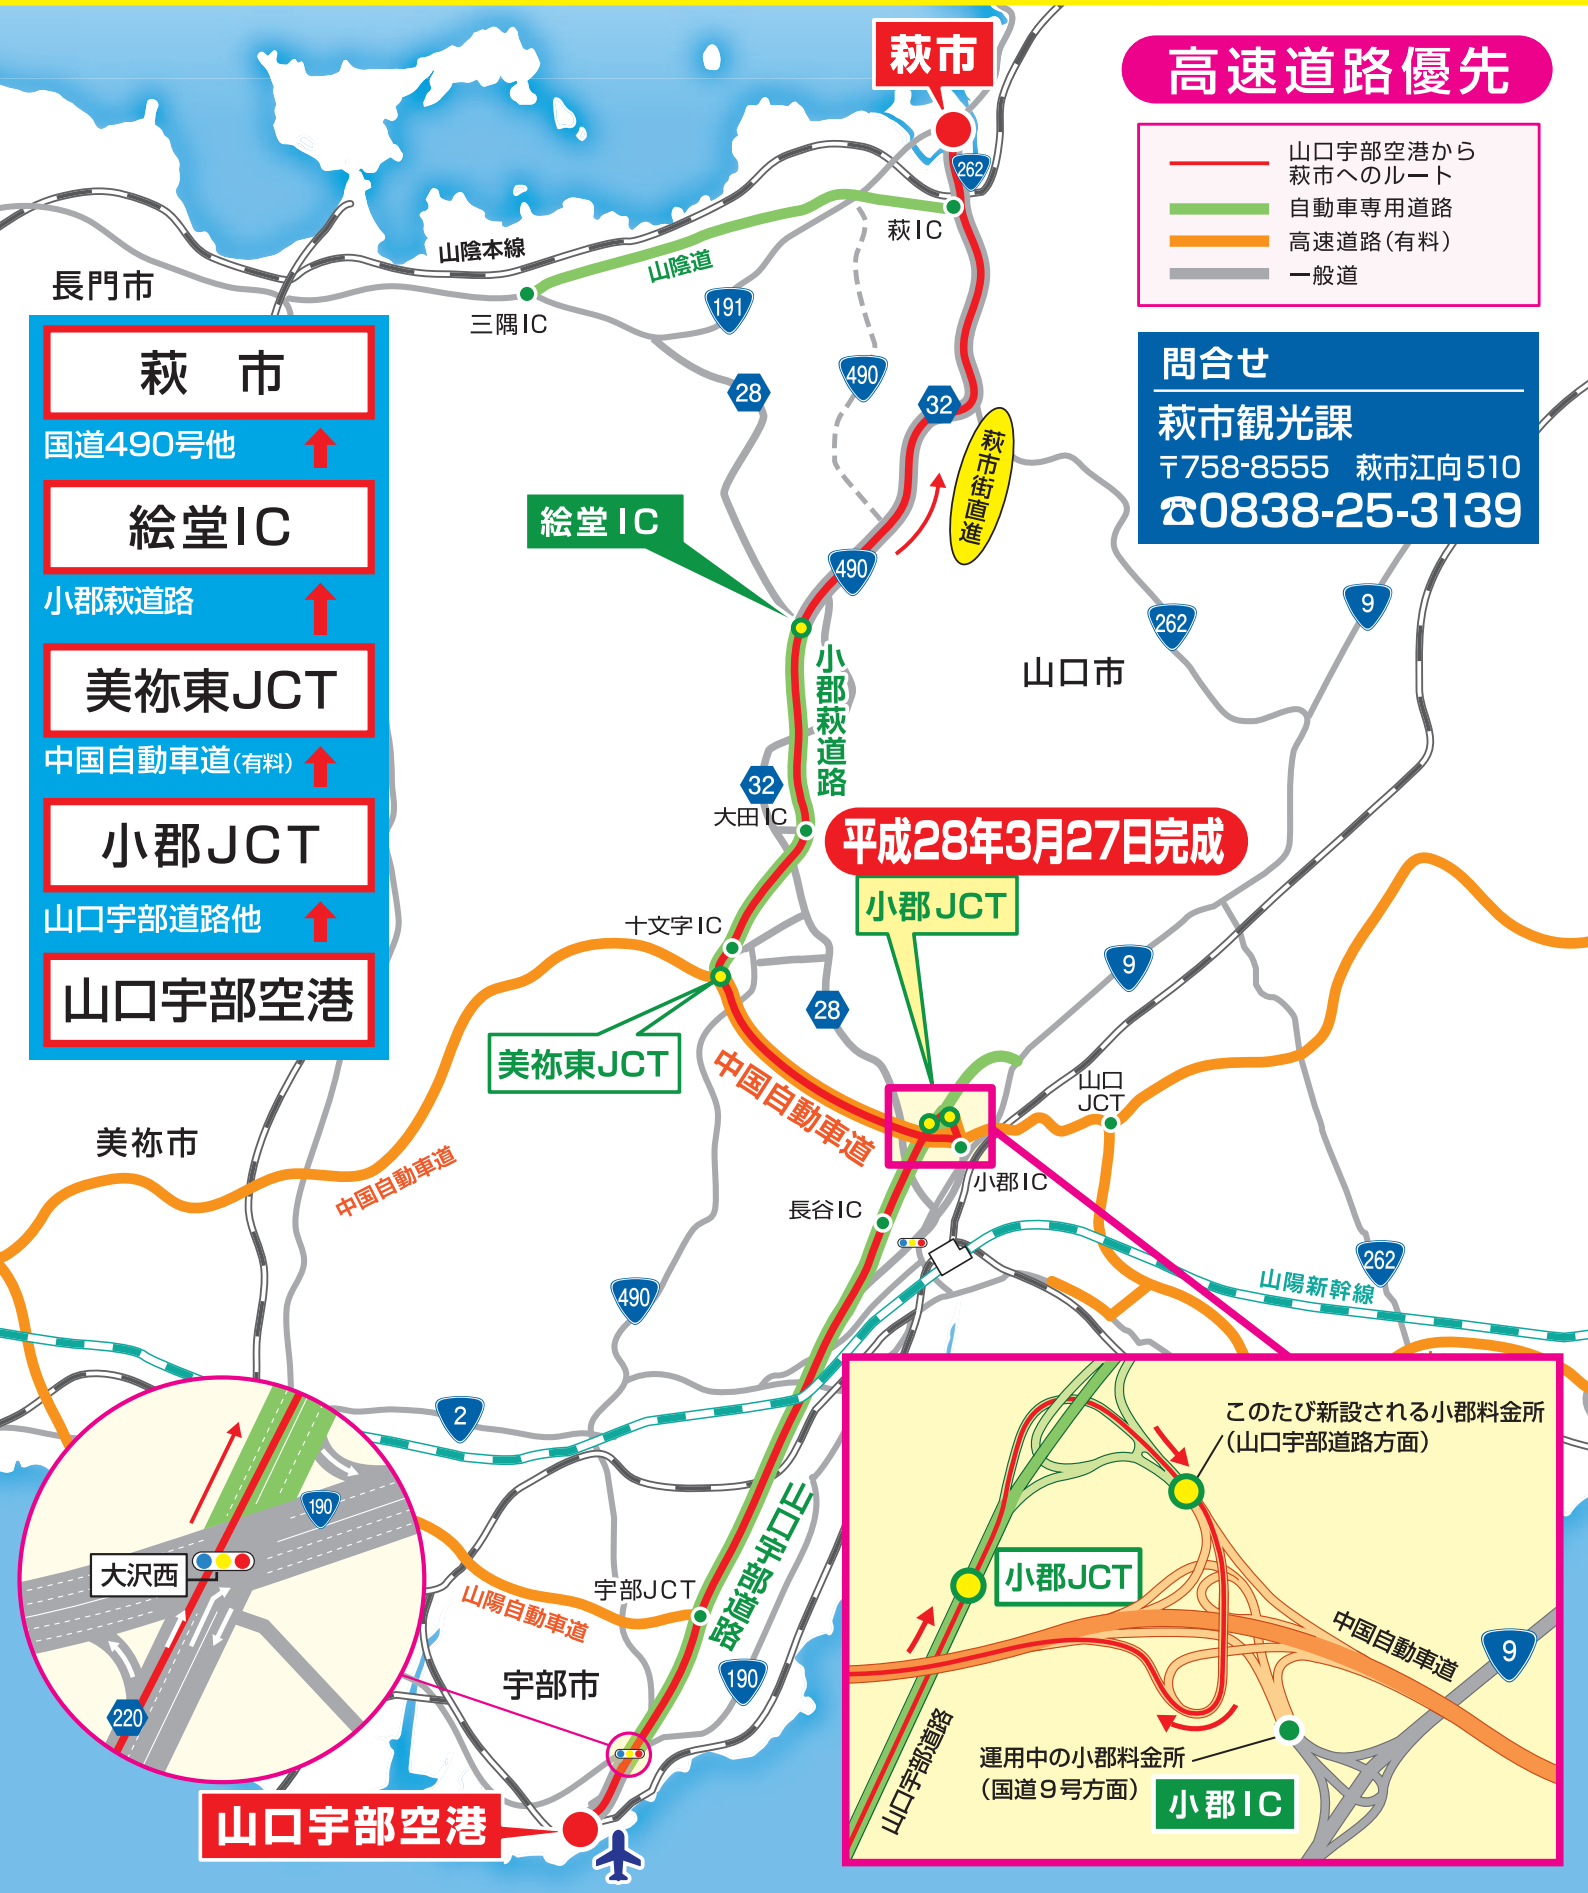 萩市
高速道路優先
山口宇部空港から
萩市へのルート
自動車専用道路
高速道路(有料)
一般道
問合せ
萩市観光課
〒758-8555 萩市江向510
☎0838-25-3139
萩 市
国道490号他
絵堂IC
小郡萩道路
美祢東JCT
中国自動車道(有料)
小郡JCT
山口宇部道路他
山口宇部空港
262
萩IC
山陰本線
山陰道
長門市
三隅IC
191
28
490
32
萩市街直進
絵堂IC
490
262
9
山口市
小郡萩道路
32
大田IC
平成28年3月27日完成
小郡JCT
十文字IC
9
28
美祢東JCT
中国自動車道
山口
JCT
美祢市
中国自動車道
小郡IC
長谷IC
490
262
山陽新幹線
2
190
大沢西
220
山口宇部道路
宇部JCT
山陽自動車道
宇部市
190
山口宇部空港
このたび新設される小郡料金所
(山口宇部道路方面)
小郡JCT
中国自動車道
9
山口宇部道路
運用中の小郡料金所
(国道9号方面)
小郡IC